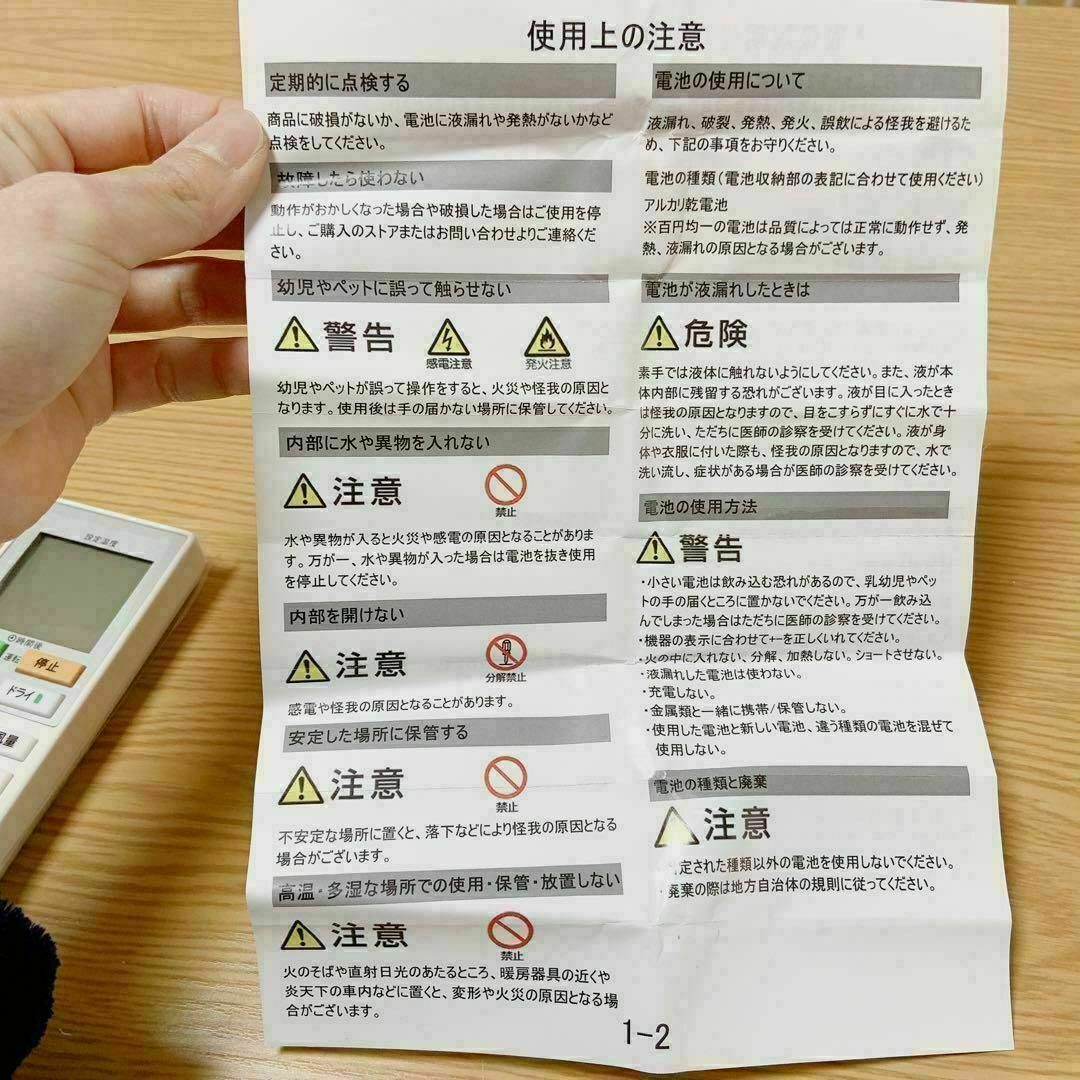 使用上の注意
定期的に点検する
商品に破損がないか、電池に液漏れや発熱がないかなど
点検をしてください。
故障したら使わない
動作がおかしくなった場合や破損した場合はご使用を停
止し、ご購入のストアまたはお問い合わせよりご連絡くだ
さい。
幼児やペットに誤って触らせない
警告
感電注意
発火注意
幼児やペットが誤って操作をすると、火災や怪我の原因と
なります。使用後は手の届かない場所に保管してください。
内部に水や異物を入れない
注意
禁止
水や異物が入ると火災や感電の原因となることがありま
す。万が一、水や異物が入った場合は電池を抜き使用
を停止してください。
内部を開けない
注意
分解禁止
感電や怪我の原因となることがあります。
安定した場所に保管する
注意
禁止
不安定な場所に置くと、落下などにより怪我の原因となる
場合がございます。
高温・多湿な場所での使用・保管・放置しない
注意
禁止
火のそばや直射日光のあたるところ、暖房器具の近くや
炎天下の車内などに置くと、変形や火災の原因となる場
合がございます。
電池の使用について
液漏れ、破裂、発熱、発火、誤飲による怪我を避けるた
め、下記の事項をお守りください。
電池の種類(電池収納部の表記に合わせて使用ください)
アルカリ乾電池
※百円均一の電池は品質によっては正常に動作せず、発
熱、液漏れの原因となる場合がございます。
電池が液漏れしたときは
危険
素手では液体に触れないようにしてください。また、液が本
体内部に残留する恐れがございます。液が目に入ったとき
は怪我の原因となりますので、目をこすらずにすぐに水で十
分に洗い、ただちに医師の診察を受けてください。液が身
体や衣服に付いた際も、怪我の原因となりますので、水で
洗い流し、症状がある場合が医師の診察を受けてください。
電池の使用方法
警告
・小さい電池は飲み込む恐れがあるので、乳幼児やペッ
トの手の届くところに置かないでください。万が一飲み込
んでしまった場合はただちに医師の診察を受けてください。
・機器の表示に合わせて+-を正しくいれてください。
・火の中に入れない、分解、加熱しない。ショートさせない。
・液漏れした電池は使わない。
・充電しない。
・金属類と一緒に携帯/保管しない。
・使用した電池と新しい電池、違う種類の電池を混ぜて
使用しない。
電池の種類と廃棄
注意
定された種類以外の電池を使用しないでください。
・廃棄の際は地方自治体の規則に従ってください。
1-2
設定温度
時間後
運転
停止
ドライ
風量